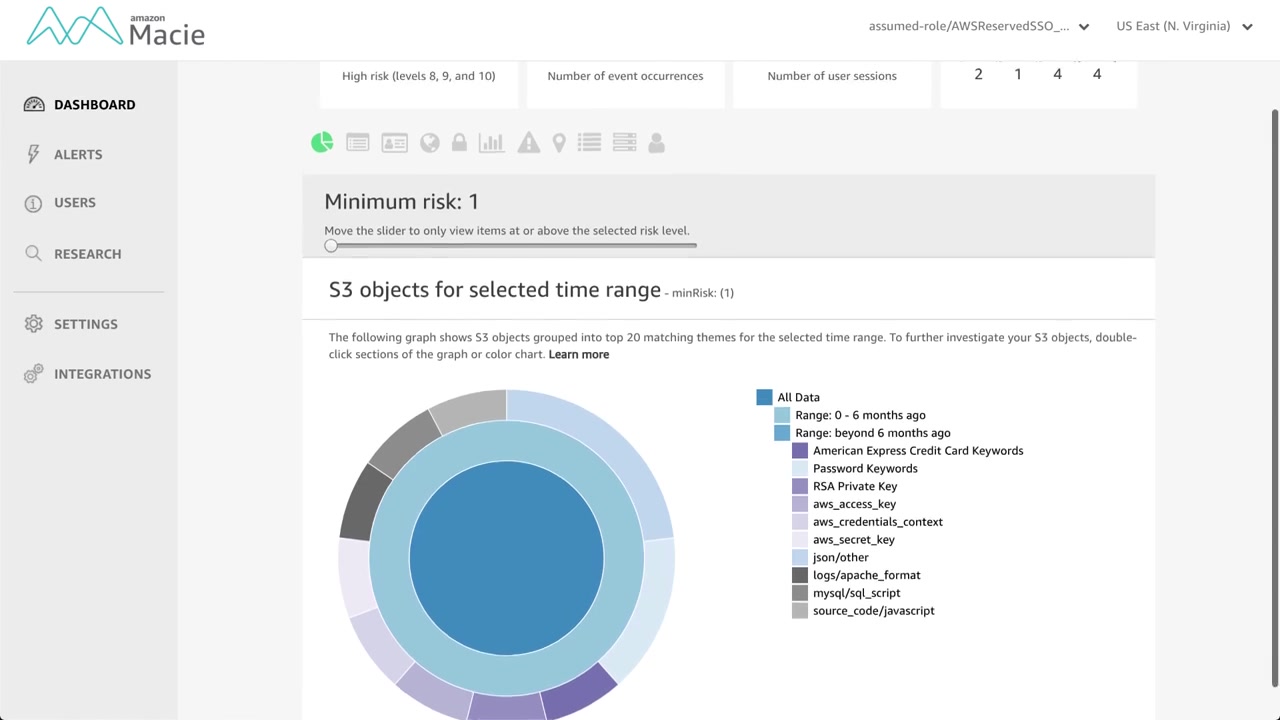 amazon
Macie
assumed-role/AWSReservedSSO_...
US East (N. Virginia)
DASHBOARD
ALERTS
USERS
RESEARCH
SETTINGS
INTEGRATIONS
High risk (levels 8, 9, and 10)
Number of event occurrences
Number of user sessions
2 1 4 4
Minimum risk: 1
Move the slider to only view items at or above the selected risk level.
S3 objects for selected time range - minRisk: (1)
The following graph shows S3 objects grouped into top 20 matching themes for the selected time range. To further investigate your S3 objects, double-
click sections of the graph or color chart. Learn more
All Data
Range: 0 - 6 months ago
Range: beyond 6 months ago
American Express Credit Card Keywords
Password Keywords
RSA Private Key
aws_access_key
aws_credentials_context
aws_secret_key
json/other
logs/apache_format
mysql/sql_script
source_code/javascript